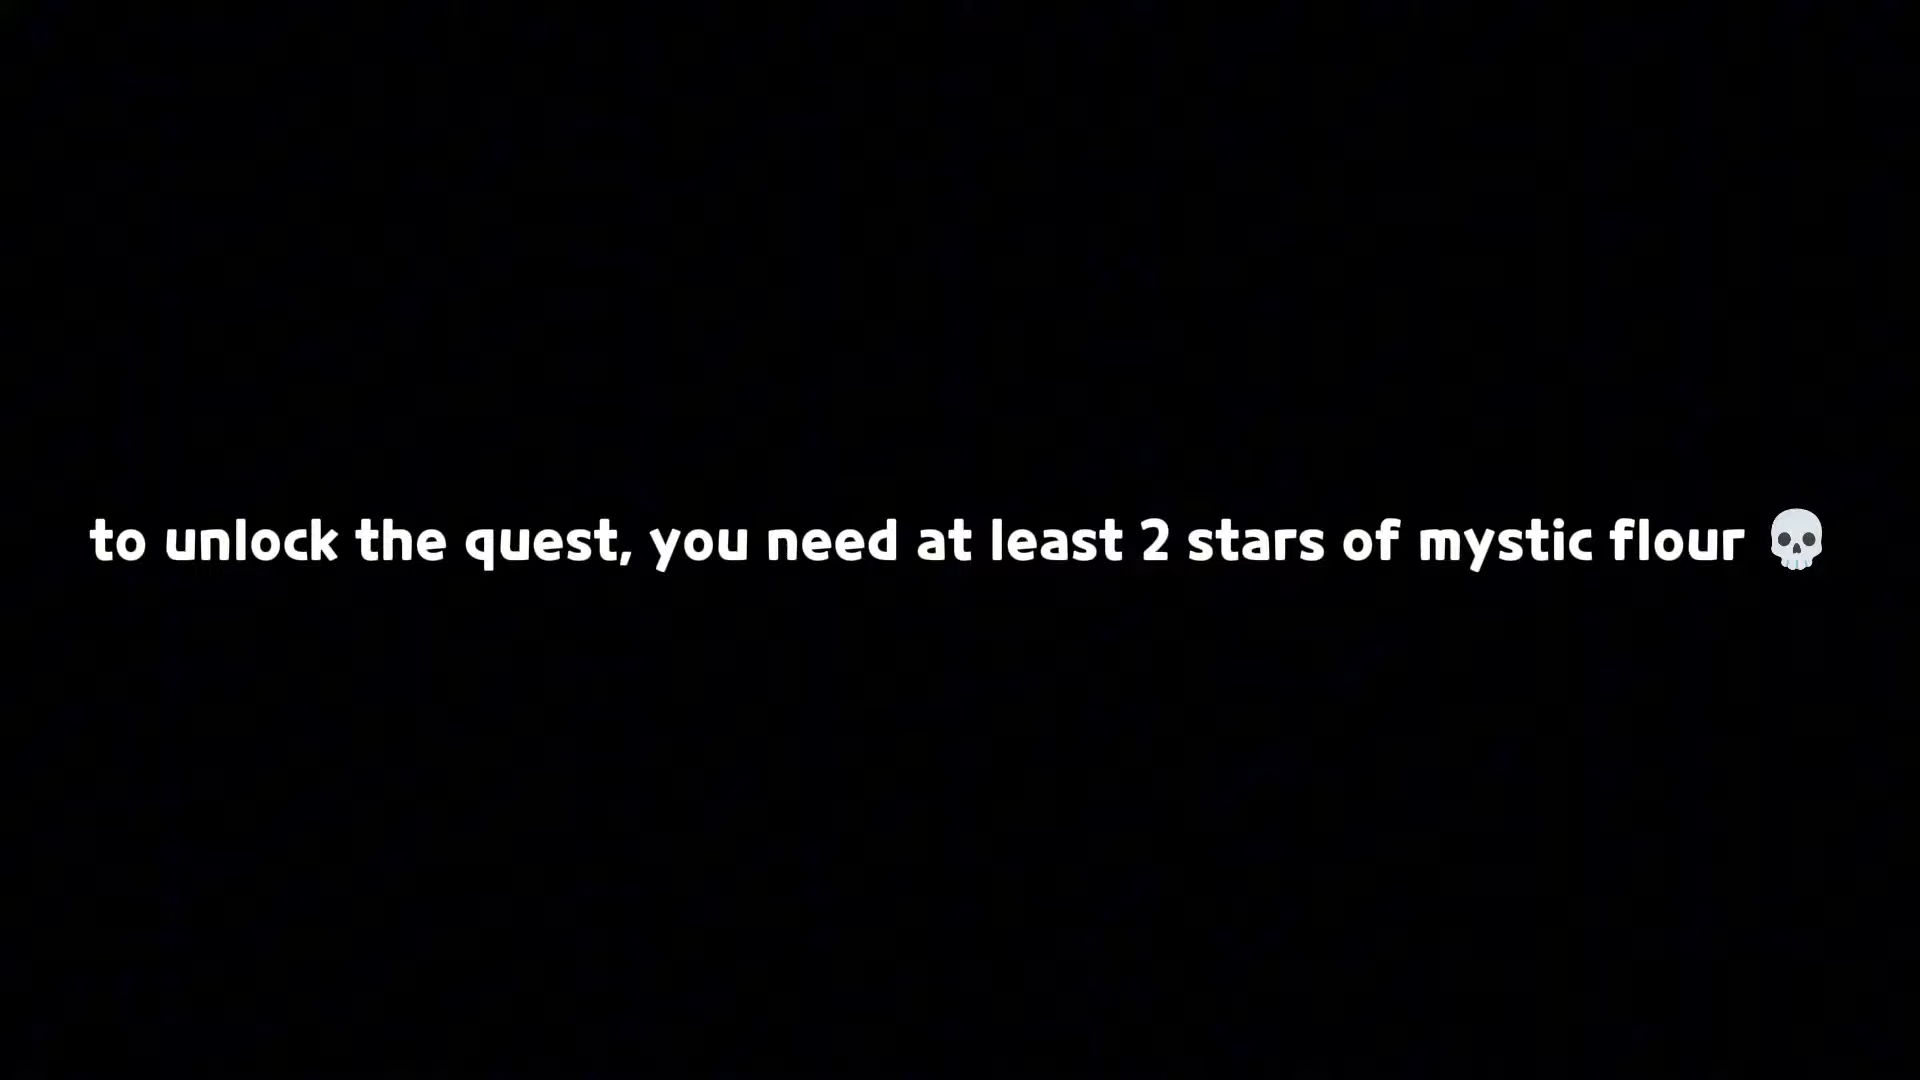 to unlock the quest, you need at least 2 stars of mystic flour 💀